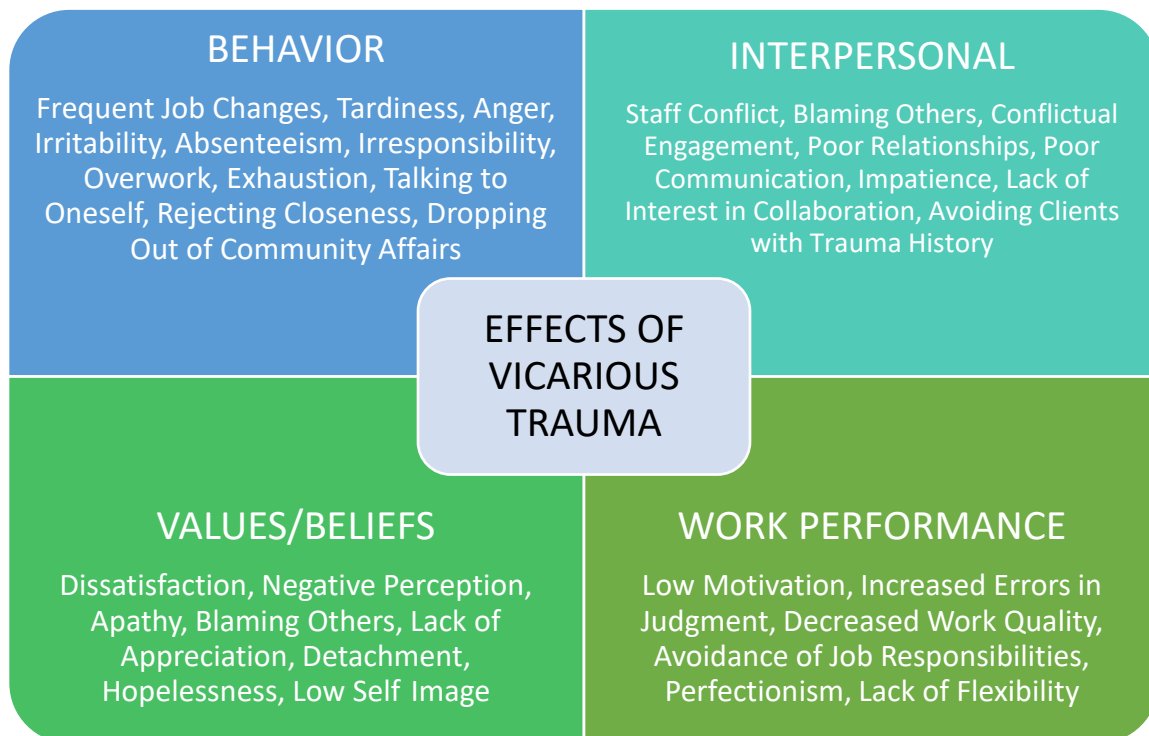 BEHAVIOR
Frequent Job Changes, Tardiness, Anger,
Irritability, Absenteeism, Irresponsibility,
Overwork, Exhaustion, Talking to
Oneself, Rejecting Closeness, Dropping
Out of Community Affairs
INTERPERSONAL
Staff Conflict, Blaming Others, Conflictual
Engagement, Poor Relationships, Poor
Communication, Impatience, Lack of
Interest in Collaboration, Avoiding Clients
with Trauma History
EFFECTS OF
VICARIOUS
TRAUMA
VALUES/BELIEFS
Dissatisfaction, Negative Perception,
Apathy, Blaming Others, Lack of
Appreciation, Detachment,
Hopelessness, Low Self Image
WORK PERFORMANCE
Low Motivation, Increased Errors in
Judgment, Decreased Work Quality,
Avoidance of Job Responsibilities,
Perfectionism, Lack of Flexibility